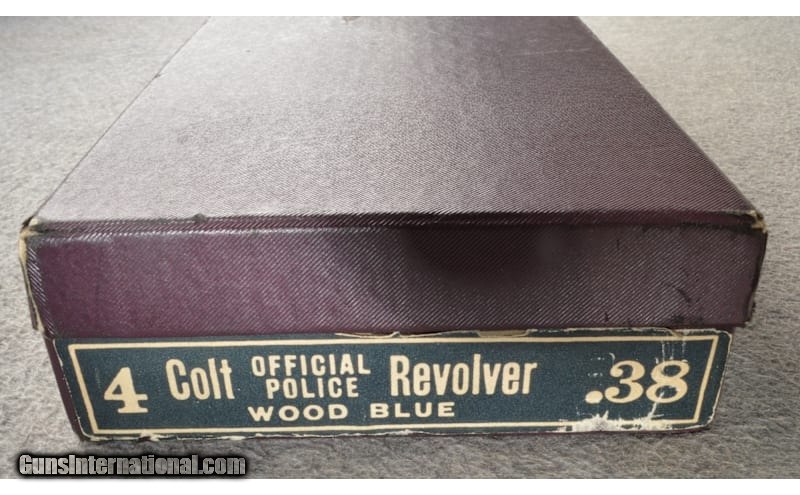 4 Colt OFFICIAL POLICE Revolver .38
WOOD BLUE
GunsInternational.com